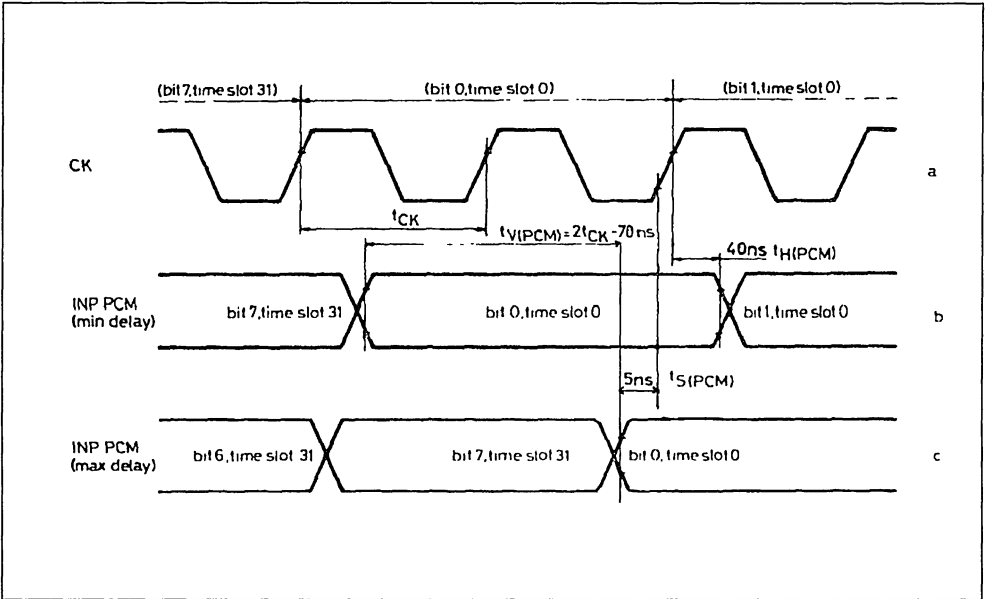 (bit 7, time slot 31) (bit 0, time slot 0) (bit 1, time slot 0)
CK a
tCK
tV(PCM) = 2tCK -70 ns
40ns tH(PCM)
INP PCM
(min delay)
bit 7, time slot 31 bit 0, time slot 0 bit 1, time slot 0 b
5ns tS(PCM)
INP PCM
(max delay)
bit 6, time slot 31 bit 7, time slot 31 bit 0, time slot 0 c